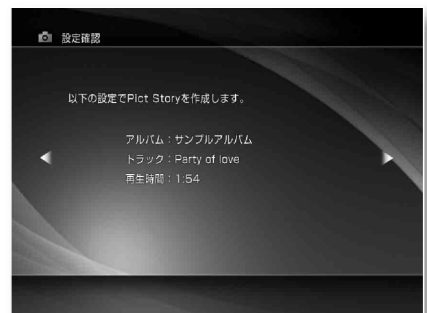 設定確認
以下の設定でPict Storyを作成します。
アルバム：サンプルアルバム
トラック：Party of love
再生時間：1:54